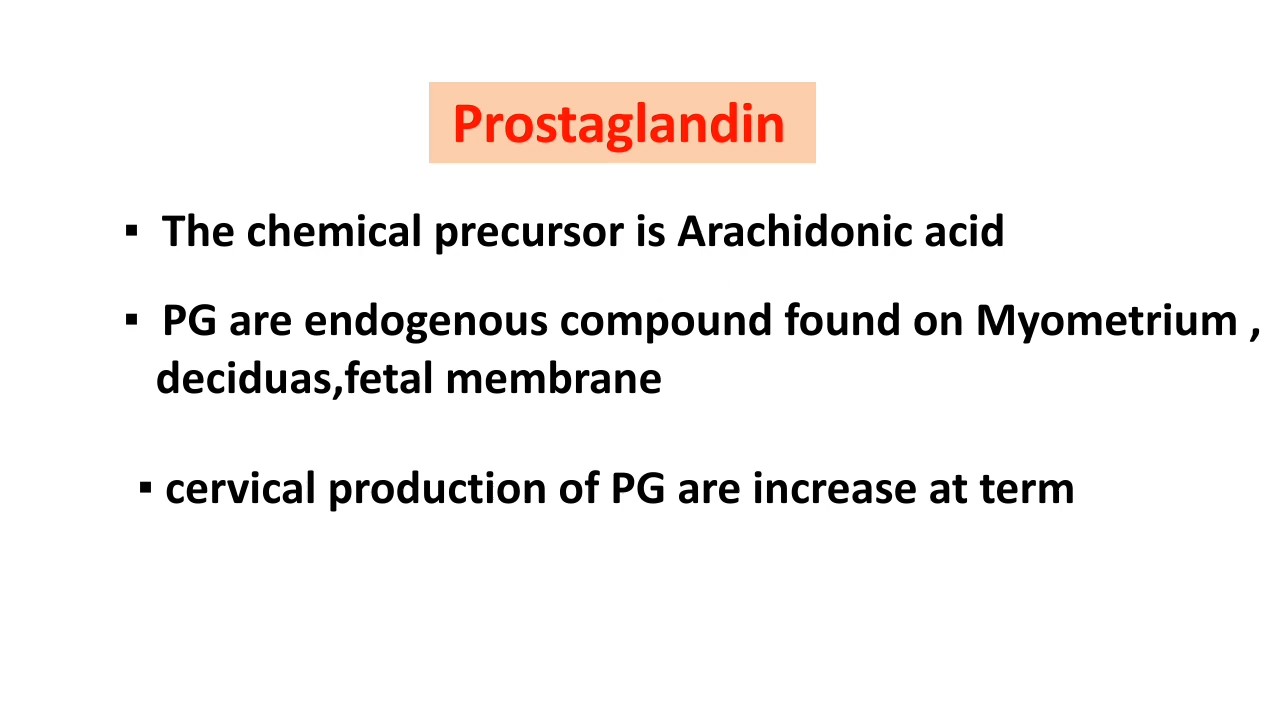 Prostaglandin
▪ The chemical precursor is Arachidonic acid
▪ PG are endogenous compound found on Myometrium ,
deciduas,fetal membrane
▪ cervical production of PG are increase at term